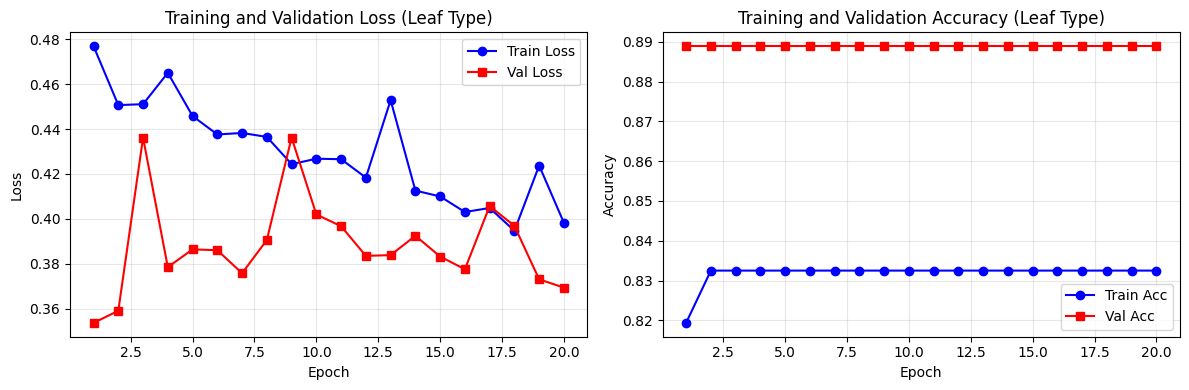 Training and Validation Loss (Leaf Type)
0.48
0.46
0.44
0.42
0.40
0.38
0.36
Loss
Train Loss
Val Loss
2.5 5.0 7.5 10.0 12.5 15.0 17.5 20.0
Epoch
Training and Validation Accuracy (Leaf Type)
0.89
0.88
0.87
0.86
0.85
0.84
0.83
0.82
Accuracy
Train Acc
Val Acc
2.5 5.0 7.5 10.0 12.5 15.0 17.5 20.0
Epoch